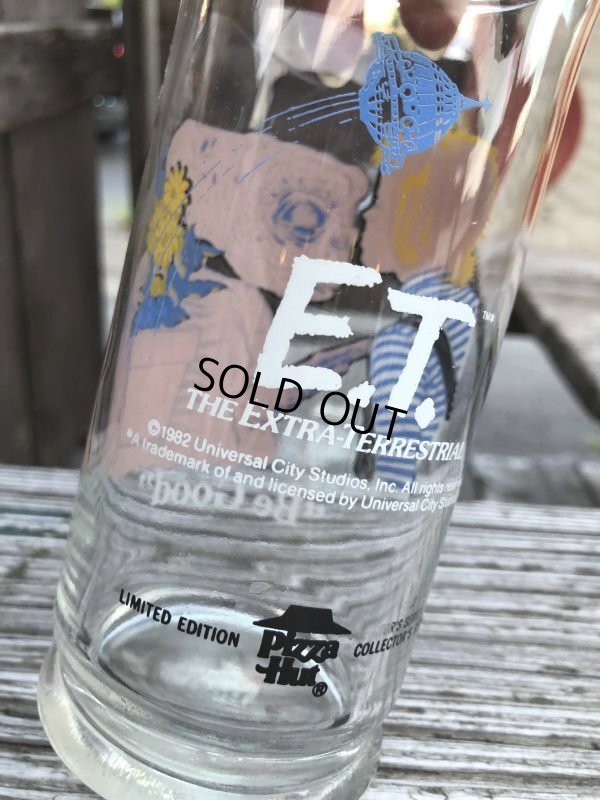 E.T.™*
THE EXTRA-TERRESTRIAL
SOLD OUT
©1982 Universal City Studios, Inc. All rights
*A trademark of and licensed by Universal City
"Be Good"
LIMITED EDITION
Pizza
Hut®
COLLECTOR'S